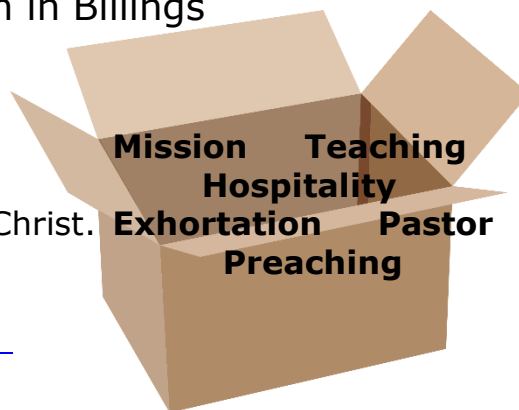 n in Billings
Mission Teaching
Hospitality
Christ. Exhortation Pastor
Preaching